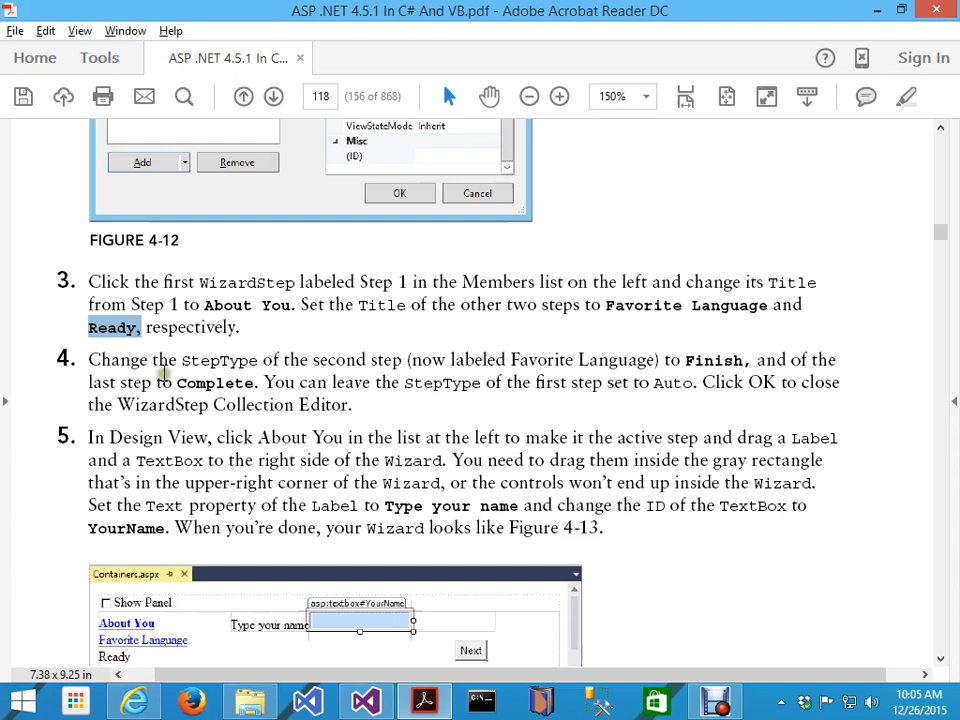 ASP .NET 4.5.1 In C# And VB.pdf - Adobe Acrobat Reader DC
File Edit View Window Help
Home Tools ASP .NET 4.5.1 In C... × Sign In
118 (156 of 868) 150%
ViewStateMode Inherit
Misc
(ID)
Add Remove
OK Cancel
FIGURE 4-12
3. Click the first WizardStep labeled Step 1 in the Members list on the left and change its Title
from Step 1 to About You. Set the Title of the other two steps to Favorite Language and
Ready, respectively.
4. Change the StepType of the second step (now labeled Favorite Language) to Finish, and of the
last step to Complete. You can leave the StepType of the first step set to Auto. Click OK to close
the WizardStep Collection Editor.
5. In Design View, click About You in the list at the left to make it the active step and drag a Label
and a TextBox to the right side of the Wizard. You need to drag them inside the gray rectangle
that's in the upper-right corner of the Wizard, or the controls won't end up inside the Wizard.
Set the Text property of the Label to Type your name and change the ID of the TextBox to
YourName. When you're done, your Wizard looks like Figure 4-13.
Containers.aspx
Show Panel asp:textbox#YourName
About You Type your name
Favorite Language
Ready Next
7.38 x 9.25 in
10:05 AM
12/26/2015